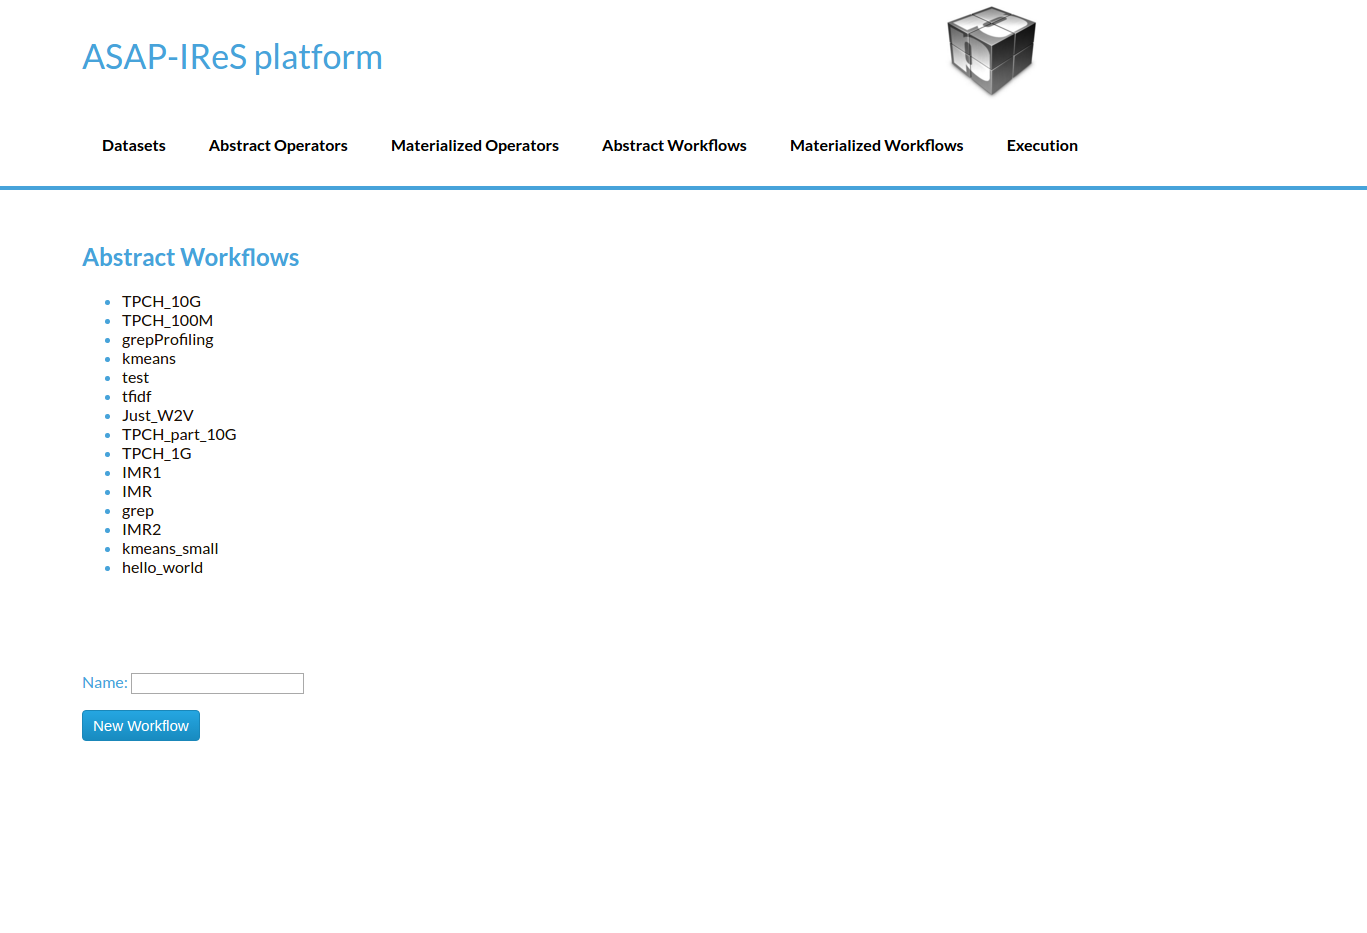 ASAP-IReS platform
Datasets Abstract Operators Materialized Operators Abstract Workflows Materialized Workflows Execution
Abstract Workflows
TPCH_10G
TPCH_100M
grepProfiling
kmeans
test
tfidf
Just_W2V
TPCH_part_10G
TPCH_1G
IMR1
IMR
grep
IMR2
kmeans_small
hello_world
Name:
New Workflow